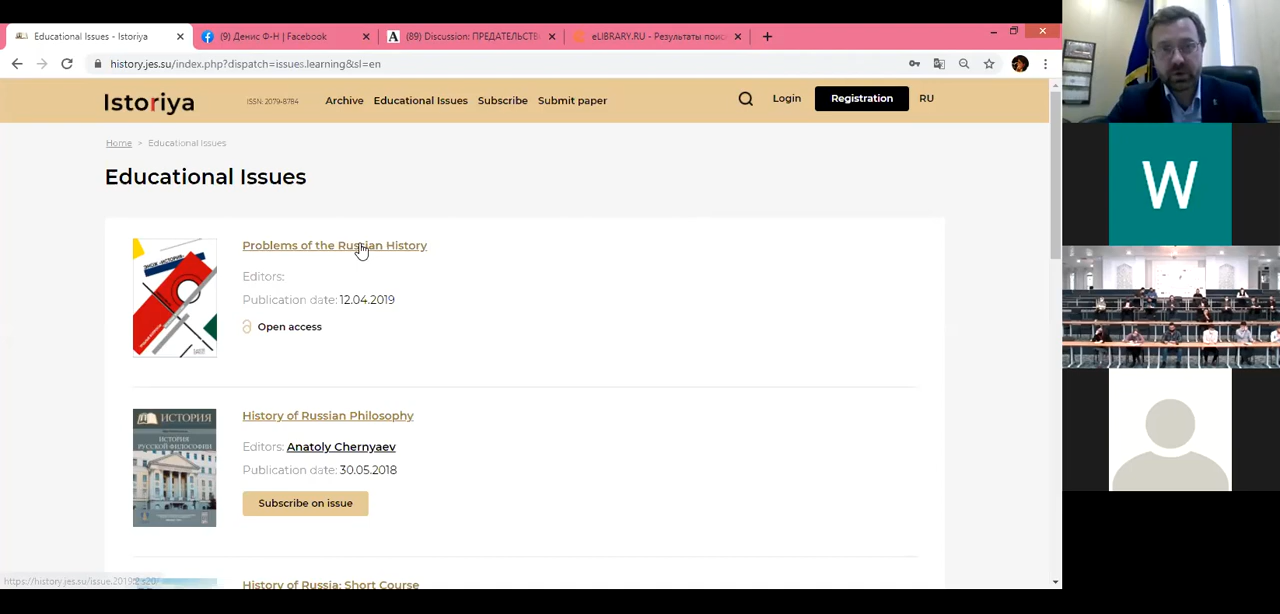 Educational Issues - Istoriya
(9) Денис Ф-Н | Facebook
(89) Discussion: ПРЕДАТЕЛЬСТВ
eLIBRARY.RU - Результаты поис
history.jes.su/index.php?dispatch=issues.learning&sl=en
Istoriya
ISSN: 2079-8784
Archive
Educational Issues
Subscribe
Submit paper
Login
Registration
RU
Home > Educational Issues
Educational Issues
Problems of the Russian History
Editors:
Publication date: 12.04.2019
Open access
ИСТОРИЯ
ИСТОРИЯ
РУССКОЙ ФИЛОСОФИИ
History of Russian Philosophy
Editors: Anatoly Chernyaev
Publication date: 30.05.2018
Subscribe on issue
History of Russia: Short Course
W